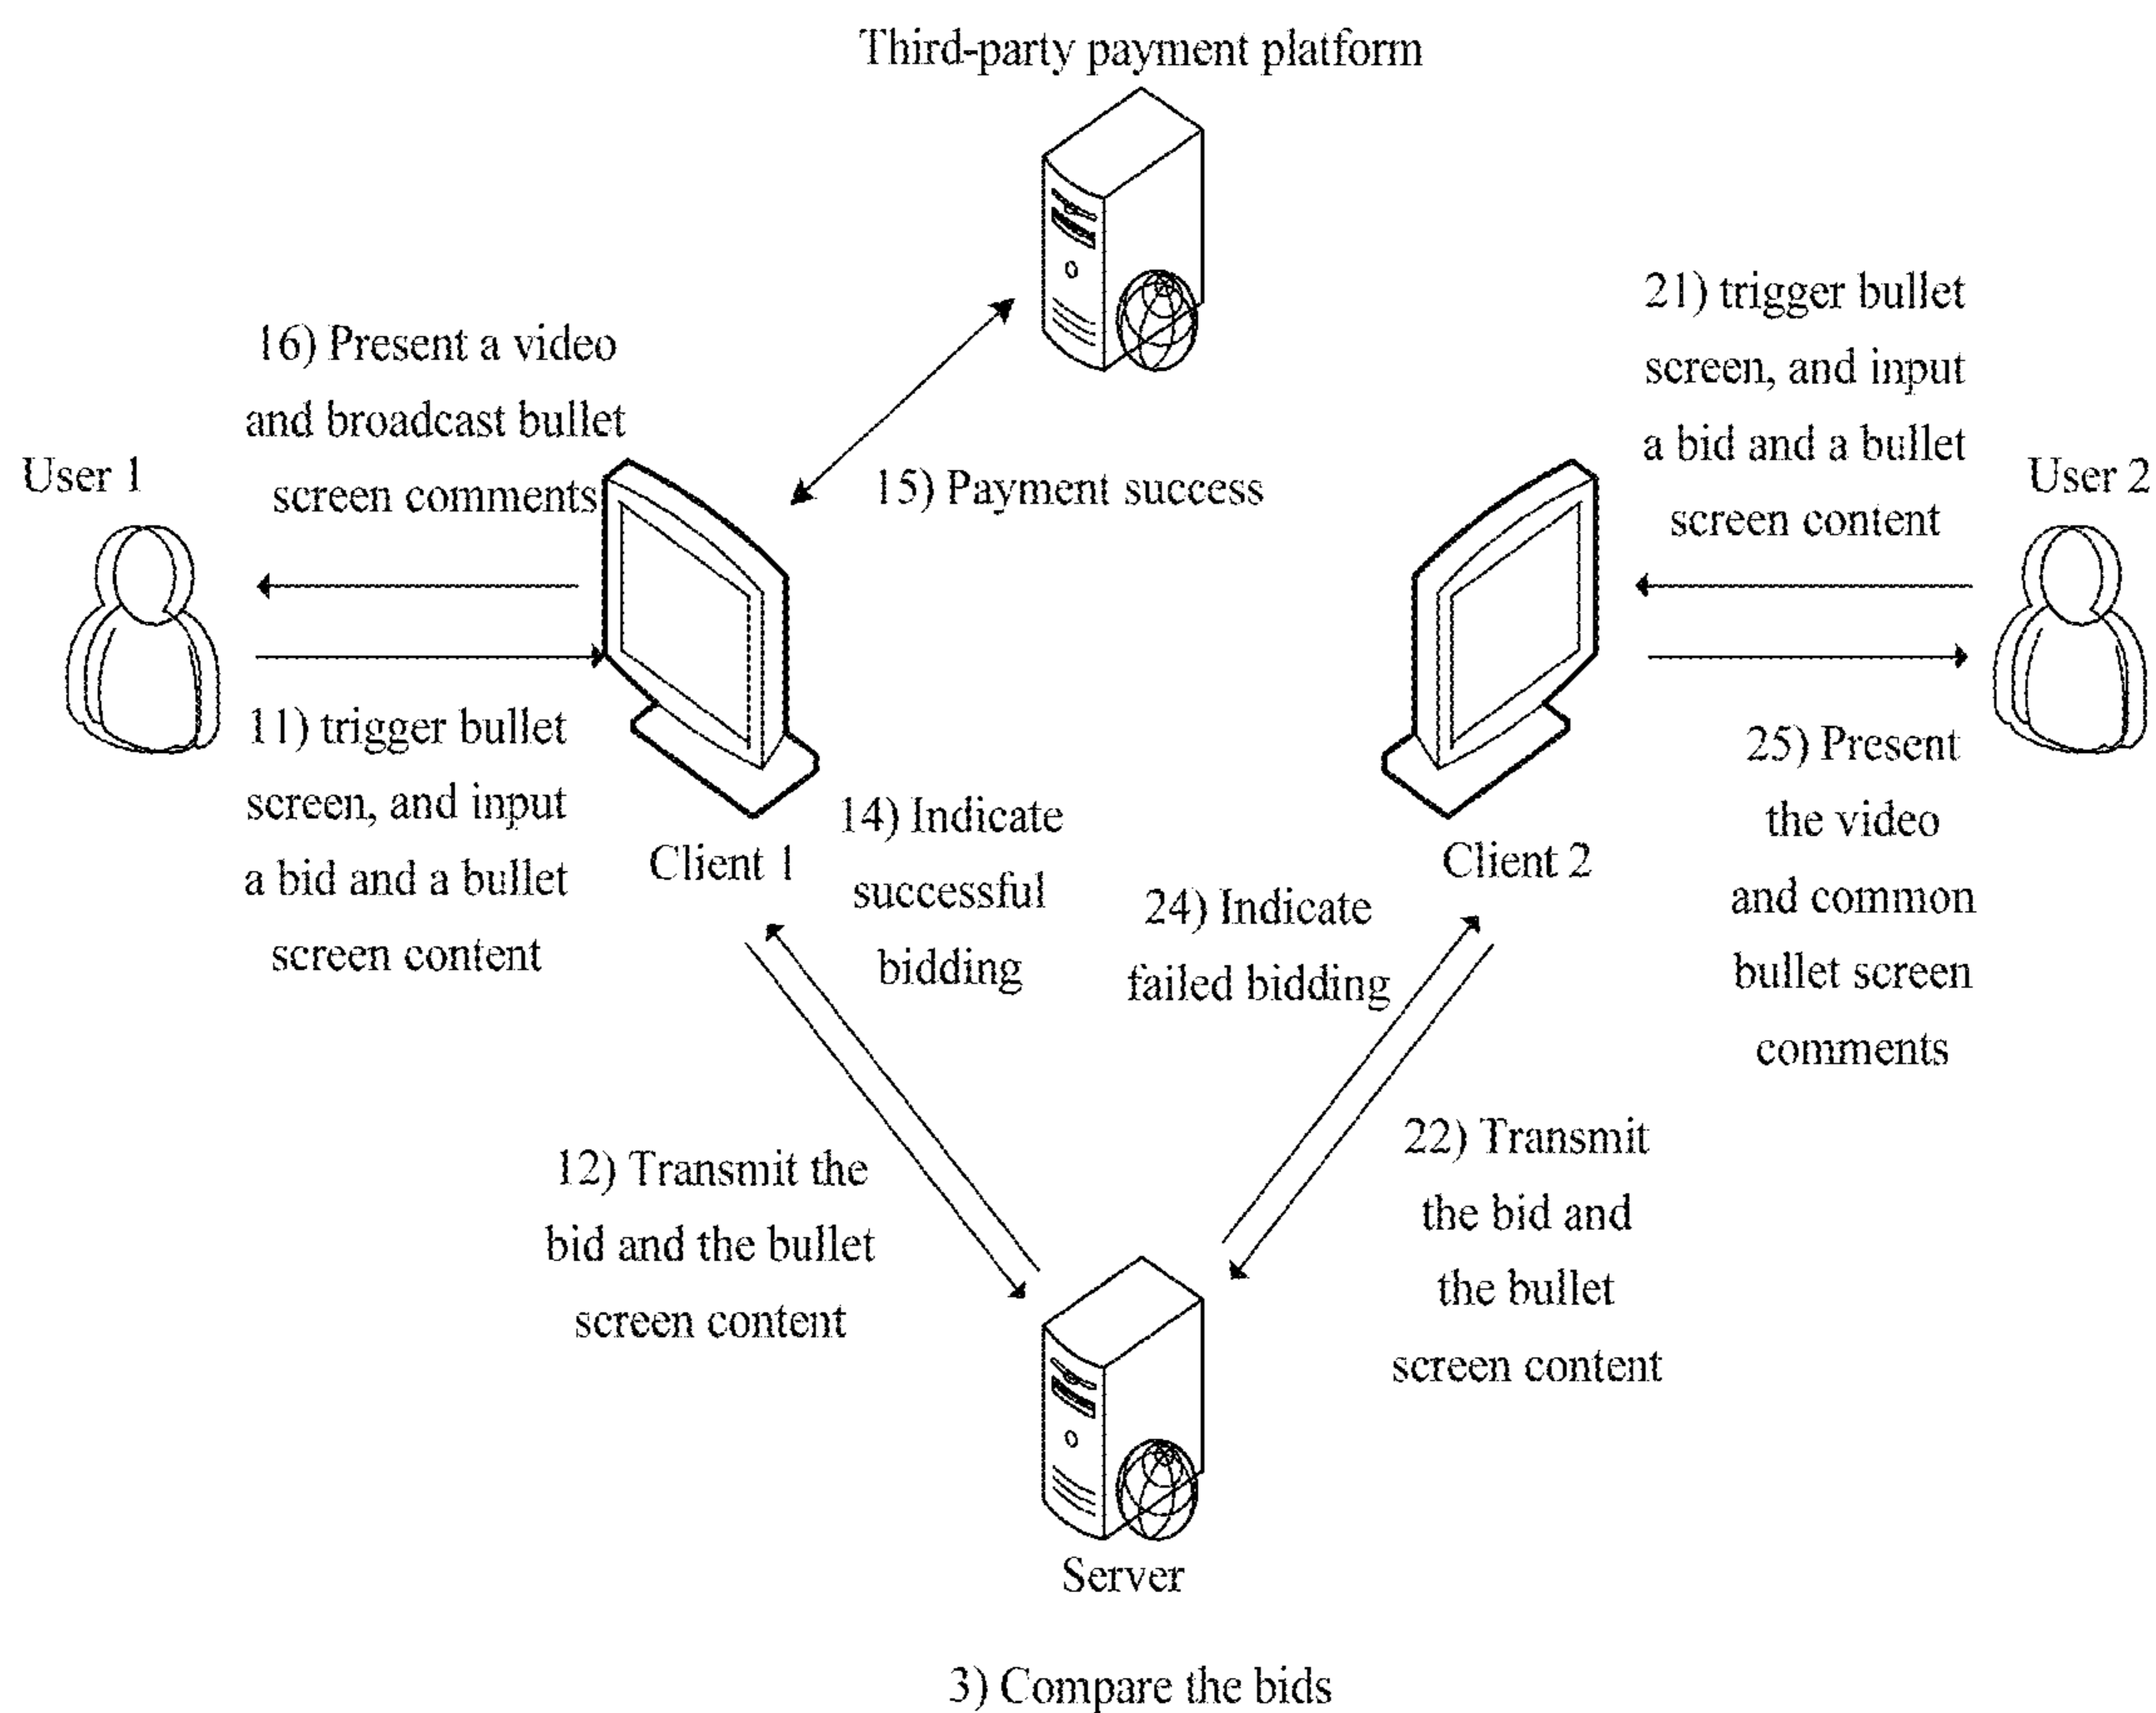 Third-party payment platform
16) Present a video
and broadcast bullet
screen comments
User 1
15) Payment success
21) trigger bullet
screen, and input
a bid and a bullet
screen content
User 2
11) trigger bullet
screen, and input
a bid and a bullet
screen content
Client 1
14) Indicate
successful
bidding
24) Indicate
failed bidding
Client 2
25) Present
the video
and common
bullet screen
comments
12) Transmit the
bid and the bullet
screen content
22) Transmit
the bid and
the bullet
screen content
Server
3) Compare the bids